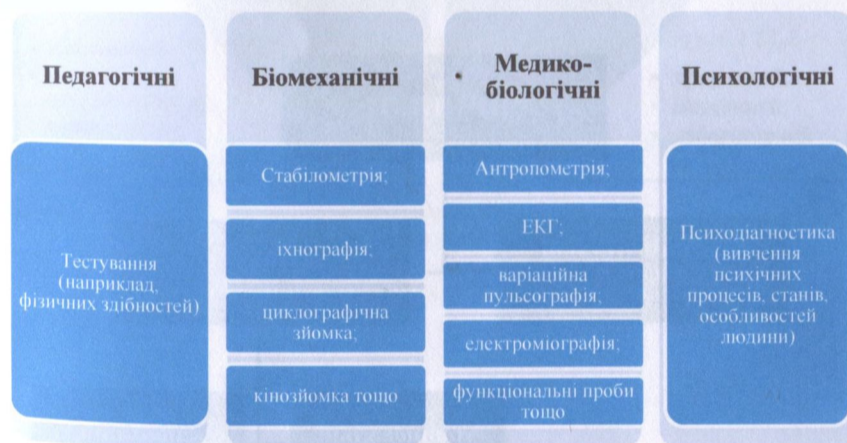 Педагогічні
Тестування
(наприклад,
фізичних здібностей)
Біомеханічні
Стабілометрія;
іхнографія;
циклографічна
зйомка;
кінозйомка тощо
Медико-
біологічні
Антропометрія;
ЕКГ;
варіаційна
пульсографія;
електроміографія;
функціональні проби
тощо
Психологічні
Психодіагностика
(вивчення
психічних
процесів, станів,
особливостей
людини)